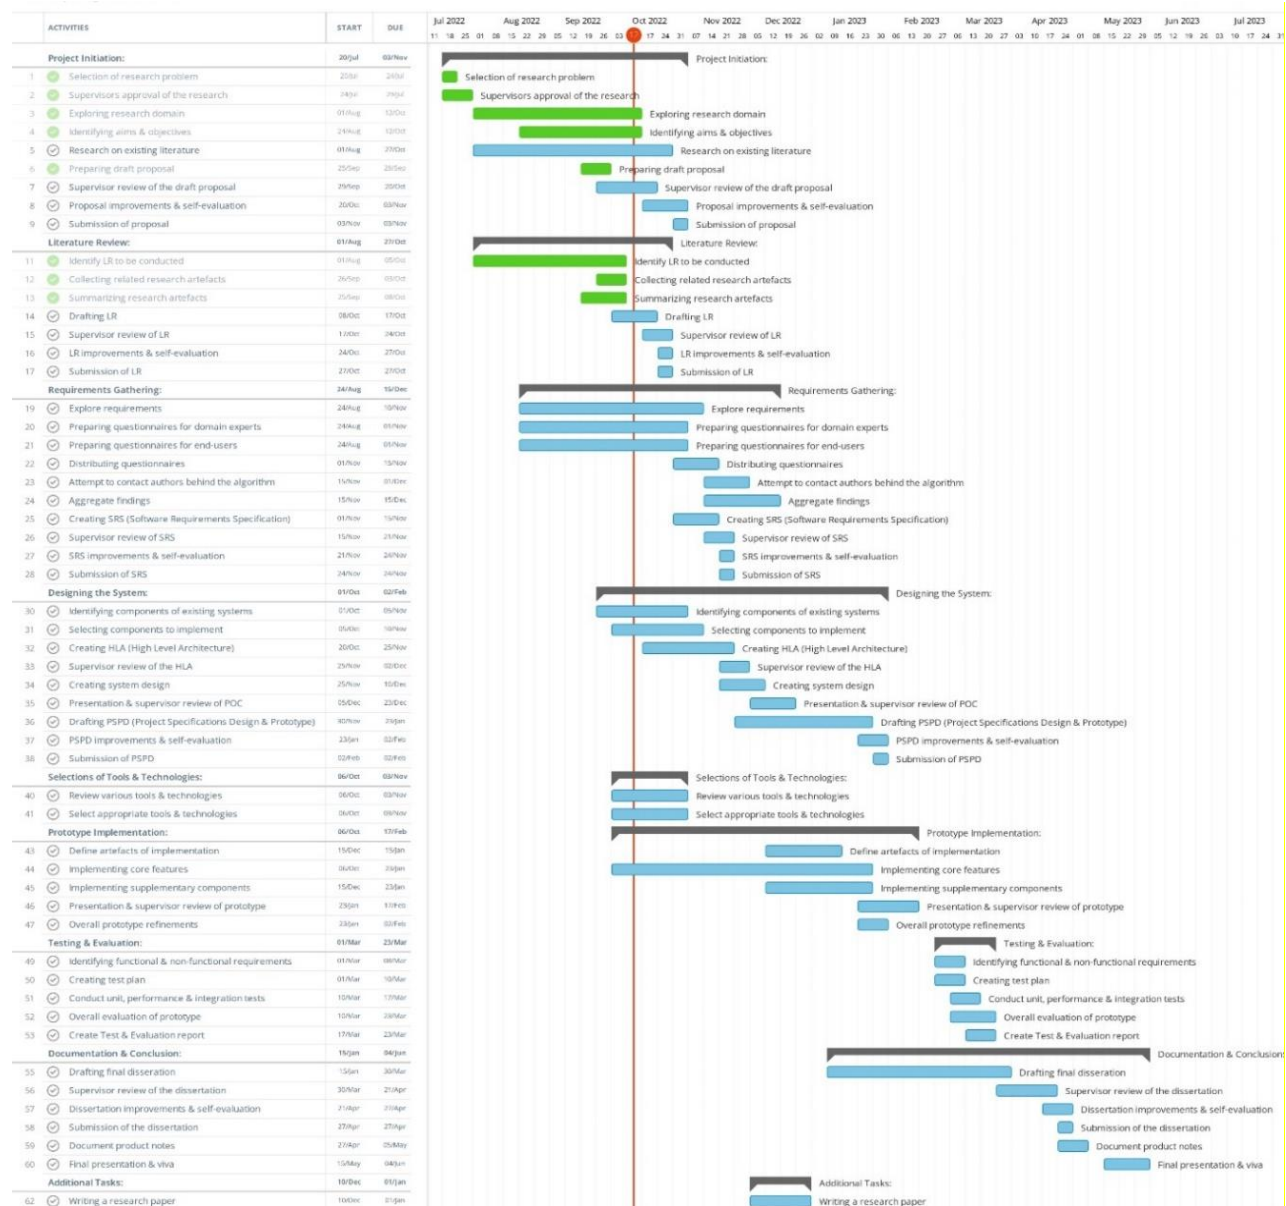 ACTIVITIES START DUE Jul 2022 Aug 2022 Sep 2022 Oct 2022 Nov 2022 Dec 2022 Jan 2023 Feb 2023 Mar 2023 Apr 2023 May 2023 Jun 2023 Jul 2023
Project Initiation: 20/Jul 03/Nov Project Initiation:
1 Selection of research problem Selection of research problem
2 Supervisors approval of the research Supervisors approval of the research
3 Exploring research domain 01/Aug 12/Oct Exploring research domain
4 Identifying aims & objectives 24/Aug 12/Oct Identifying aims & objectives
5 Research on existing literature 01/Aug 27/Oct Research on existing literature
6 Preparing draft proposal 25/Sep 29/Sep Preparing draft proposal
7 Supervisor review of the draft proposal 29/Sep 20/Oct Supervisor review of the draft proposal
8 Proposal improvements & self-evaluation 20/Oct 03/Nov Proposal improvements & self-evaluation
9 Submission of proposal 03/Nov 03/Nov Submission of proposal
Literature Review: 01/Aug 27/Oct Literature Review:
11 Identify LR to be conducted 01/Aug Identify LR to be conducted
12 Collecting related research artefacts 26/Sep Collecting related research artefacts
13 Summarizing research artefacts 25/Sep 08/Oct Summarizing research artefacts
14 Drafting LR 08/Oct 17/Oct Drafting LR
15 Supervisor review of LR 17/Oct 24/Oct Supervisor review of LR
16 LR improvements & self-evaluation 24/Oct 27/Oct LR improvements & self-evaluation
17 Submission of LR 27/Oct 27/Oct Submission of LR
Requirements Gathering: 24/Aug 15/Dec Requirements Gathering:
19 Explore requirements 24/Aug 10/Nov Explore requirements
20 Preparing questionnaires for domain experts 24/Aug 01/Nov Preparing questionnaires for domain experts
21 Preparing questionnaires for end-users 24/Aug 01/Nov Preparing questionnaires for end-users
22 Distributing questionnaires 01/Nov 15/Nov Distributing questionnaires
23 Attempt to contact authors behind the algorithm 15/Nov 01/Dec Attempt to contact authors behind the algorithm
24 Aggregate findings 15/Nov 15/Dec Aggregate findings
25 Creating SRS (Software Requirements Specification) 01/Nov 15/Nov Creating SRS (Software Requirements Specification)
26 Supervisor review of SRS 15/Nov 21/Nov Supervisor review of SRS
27 SRS improvements & self-evaluation 21/Nov 24/Nov SRS improvements & self-evaluation
28 Submission of SRS 24/Nov 24/Nov Submission of SRS
Designing the System: 01/Oct 02/Feb Designing the System:
30 Identifying components of existing systems 01/Oct 05/Nov Identifying components of existing systems
31 Selecting components to implement 05/Oct 10/Nov Selecting components to implement
32 Creating HLA (High Level Architecture) 20/Oct 25/Nov Creating HLA (High Level Architecture)
33 Supervisor review of the HLA 25/Nov 02/Dec Supervisor review of the HLA
34 Creating system design 25/Nov 10/Dec Creating system design
35 Presentation & supervisor review of POC 05/Dec 23/Dec Presentation & supervisor review of POC
36 Drafting PSPD (Project Specifications Design & Prototype) 30/Nov 23/Jan Drafting PSPD (Project Specifications Design & Prototype)
37 PSPD improvements & self-evaluation 23/Jan 02/Feb PSPD improvements & self-evaluation
38 Submission of PSPD 02/Feb 02/Feb Submission of PSPD
Selections of Tools & Technologies: 06/Oct 03/Nov Selections of Tools & Technologies:
40 Review various tools & technologies 06/Oct 03/Nov Review various tools & technologies
41 Select appropriate tools & technologies 06/Oct Select appropriate tools & technologies
Prototype Implementation: 06/Oct 17/Feb Prototype Implementation:
43 Define artefacts of implementation 15/Dec 15/Jan Define artefacts of implementation
44 Implementing core features 06/Oct 23/Jan Implementing core features
45 Implementing supplementary components 15/Dec 23/Jan Implementing supplementary components
46 Presentation & supervisor review of prototype 23/Jan 17/Feb Presentation & supervisor review of prototype
47 Overall prototype refinements 23/Jan 02/Feb Overall prototype refinements
Testing & Evaluation: 01/Mar 23/Mar Testing & Evaluation:
49 Identifying functional & non-functional requirements 01/Mar 08/Mar Identifying functional & non-functional requirements
50 Creating test plan 01/Mar 10/Mar Creating test plan
51 Conduct unit, performance & integration tests 10/Mar 17/Mar Conduct unit, performance & integration tests
52 Overall evaluation of prototype 10/Mar 23/Mar Overall evaluation of prototype
53 Create Test & Evaluation report 17/Mar 23/Mar Create Test & Evaluation report
Documentation & Conclusion: 15/Jan 04/Jun Documentation & Conclusion:
55 Drafting final disseration 15/Jan 30/Mar Drafting final disseration
56 Supervisor review of the dissertation 30/Mar 21/Apr Supervisor review of the dissertation
57 Dissertation improvements & self-evaluation 21/Apr 27/Apr Dissertation improvements & self-evaluation
58 Submission of the dissertation 27/Apr 27/Apr Submission of the dissertation
59 Document product notes 27/Apr 05/May Document product notes
60 Final presentation & viva 15/May 04/Jun Final presentation & viva
Additional Tasks: 10/Dec 01/Jan Additional Tasks:
62 Writing a research paper 10/Dec Writing a research paper